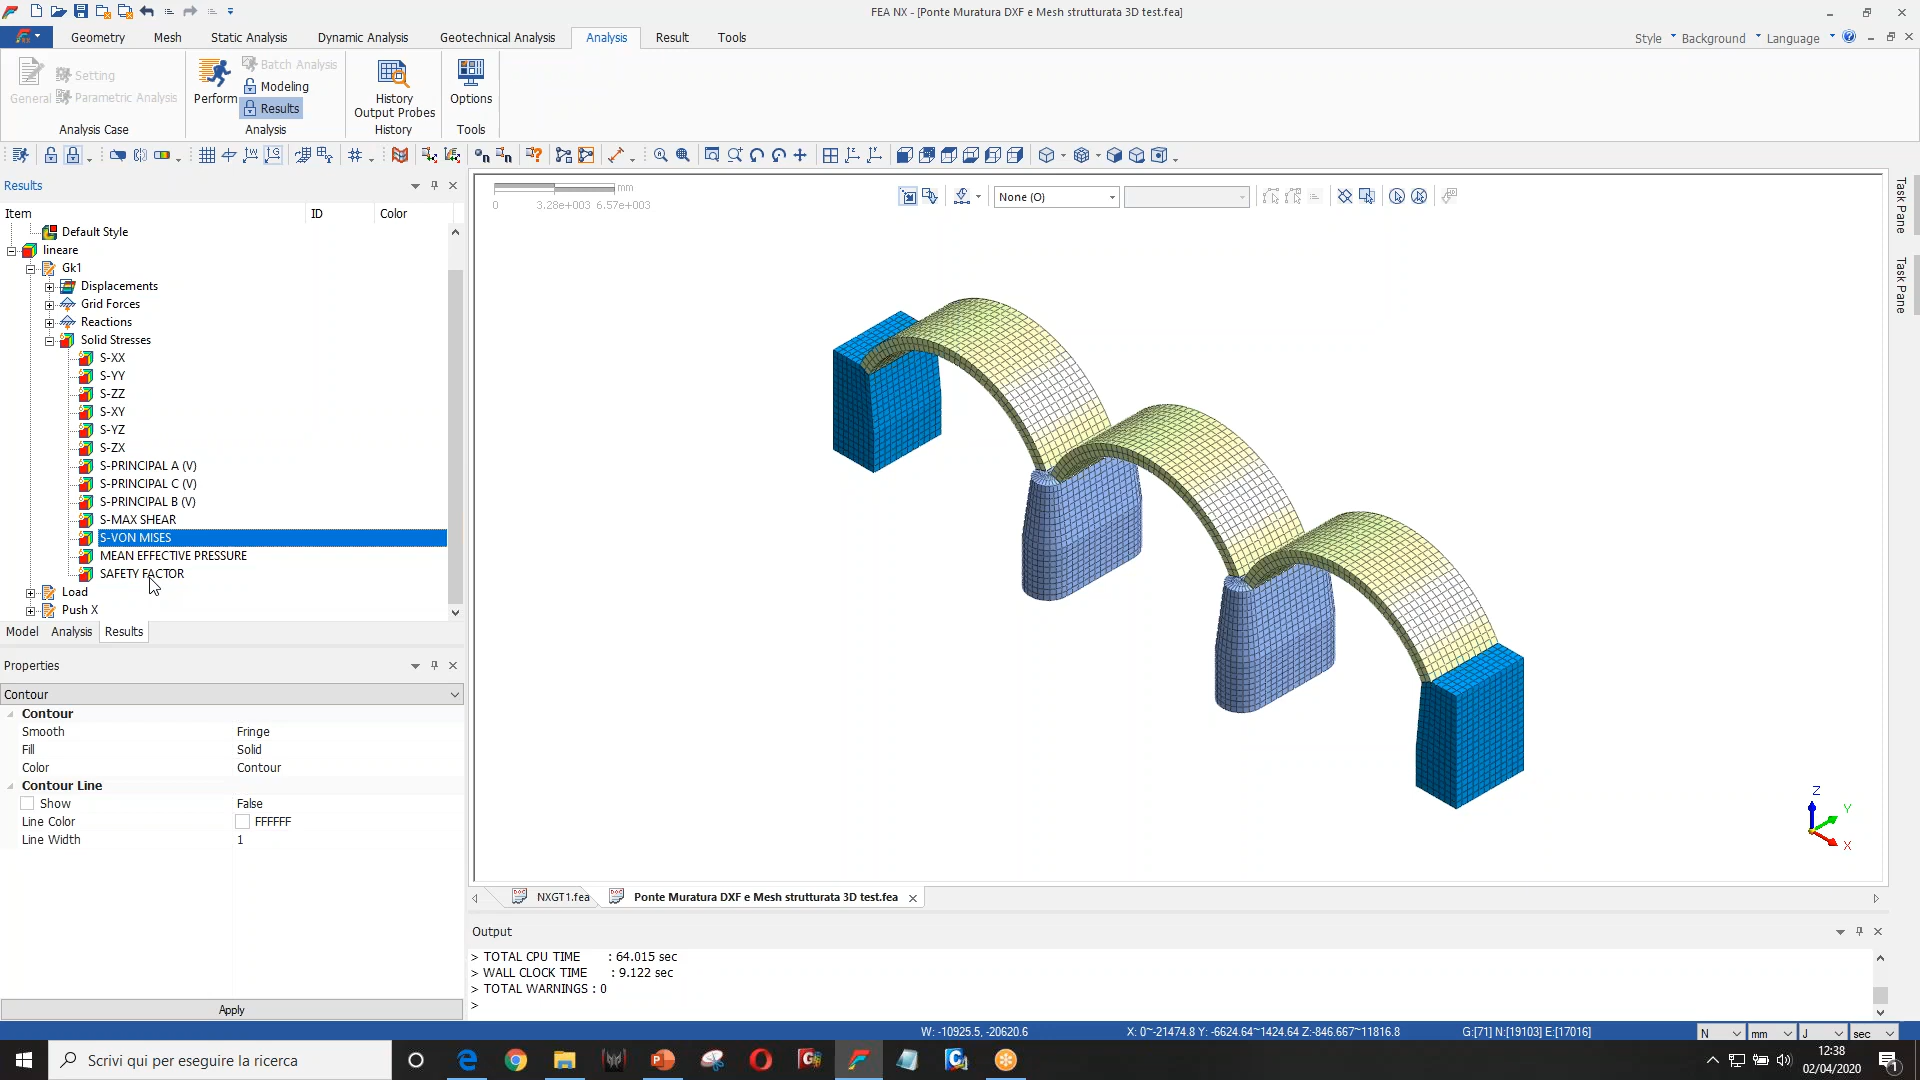 FEA NX - [Ponte Muratura DXF e Mesh strutturata 3D test.fea]
Geometry Mesh Static Analysis Dynamic Analysis Geotechnical Analysis Analysis Result Tools
Style Background Language
General
Setting
Parametric Analysis
Analysis Case
Perform
Batch Analysis
Modeling
Results
Analysis
History
Output Probes
History
Options
Tools
Results
Item ID Color
Default Style
lineare
Gk1
Displacements
Grid Forces
Reactions
Solid Stresses
S-XX
S-YY
S-ZZ
S-XY
S-YZ
S-ZX
S-PRINCIPAL A (V)
S-PRINCIPAL C (V)
S-PRINCIPAL B (V)
S-MAX SHEAR
S-VON MISES
MEAN EFFECTIVE PRESSURE
SAFETY FACTOR
Load
Push X
Model Analysis Results
Properties
Contour
Contour
Smooth Fringe
Fill Solid
Color Contour
Contour Line
Show False
Line Color FFFFFF
Line Width 1
Apply
mm
0 3.28e+003 6.57e+003
None (O)
Z
Y
X
Task Pane
Task Pane
NXGT1.fea Ponte Muratura DXF e Mesh strutturata 3D test.fea
Output
> TOTAL CPU TIME : 64.015 sec
> WALL CLOCK TIME : 9.122 sec
> TOTAL WARNINGS : 0
>
W: -10925.5, -20620.6 X: 0~-21474.8 Y: -6624.64~1424.64 Z:-846.667~11816.8 G:[71] N:[19103] E:[17016] N mm J sec
Scrivi qui per eseguire la ricerca
12:38
02/04/2020
1